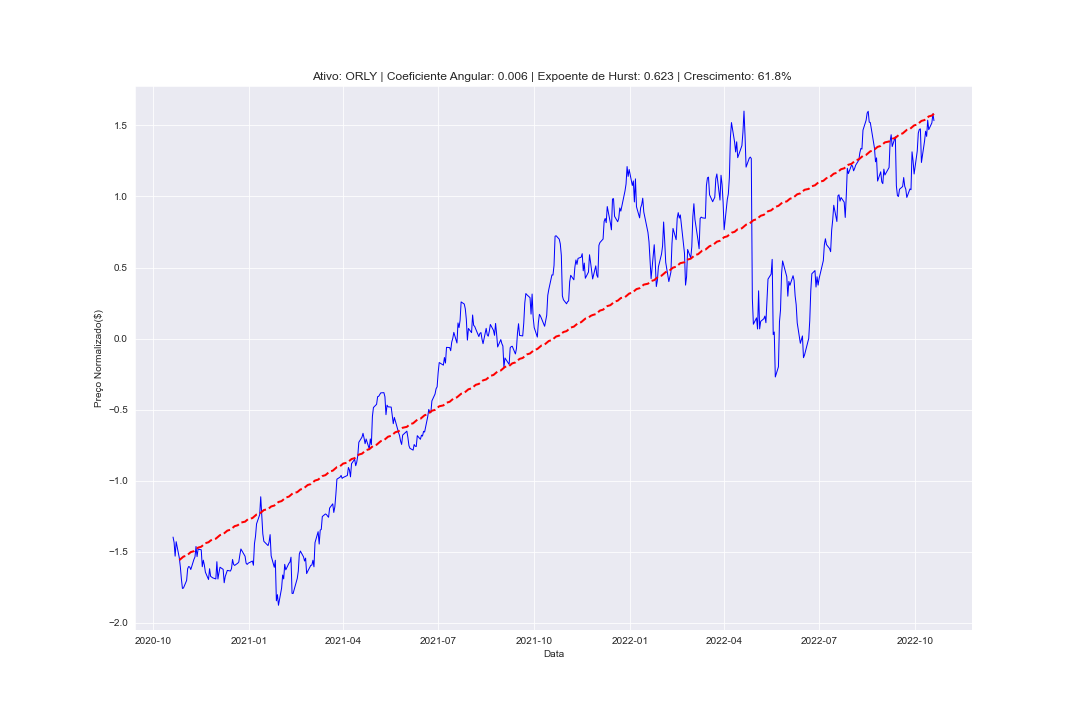 Ativo: ORLY | Coeficiente Angular: 0.006 | Expoente de Hurst: 0.623 | Crescimento: 61.8%
Preço Normalizado($)
1.5
1.0
0.5
0.0
−0.5
−1.0
−1.5
−2.0
2020-10 2021-01 2021-04 2021-07 2021-10 2022-01 2022-04 2022-07 2022-10
Data